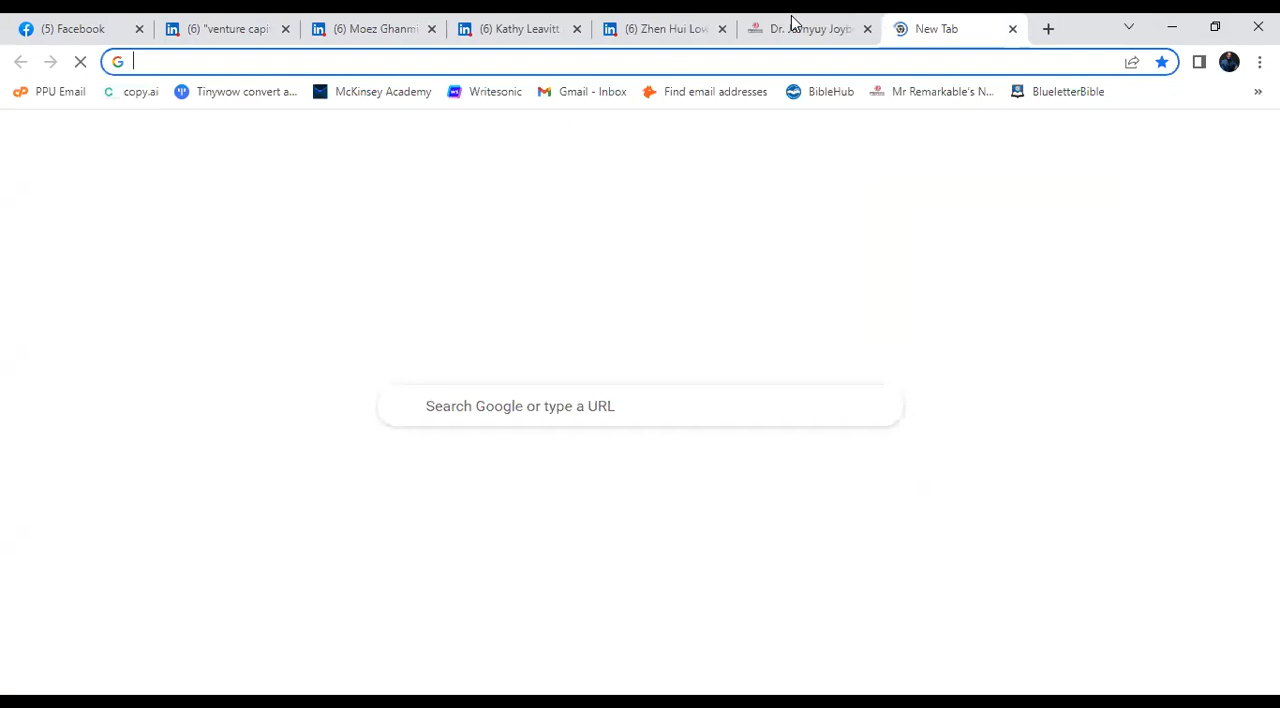 (5) Facebook
(6) "venture capi
(6) Moez Ghanmi
(6) Kathy Leavitt
(6) Zhen Hui Low
Joyb
New Tab
PPU Email
copy.ai
Tinywow convert a...
McKinsey Academy
Writesonic
Gmail - Inbox
Find email addresses
BibleHub
Mr Remarkable's N...
BlueletterBible
»
Search Google or type a URL